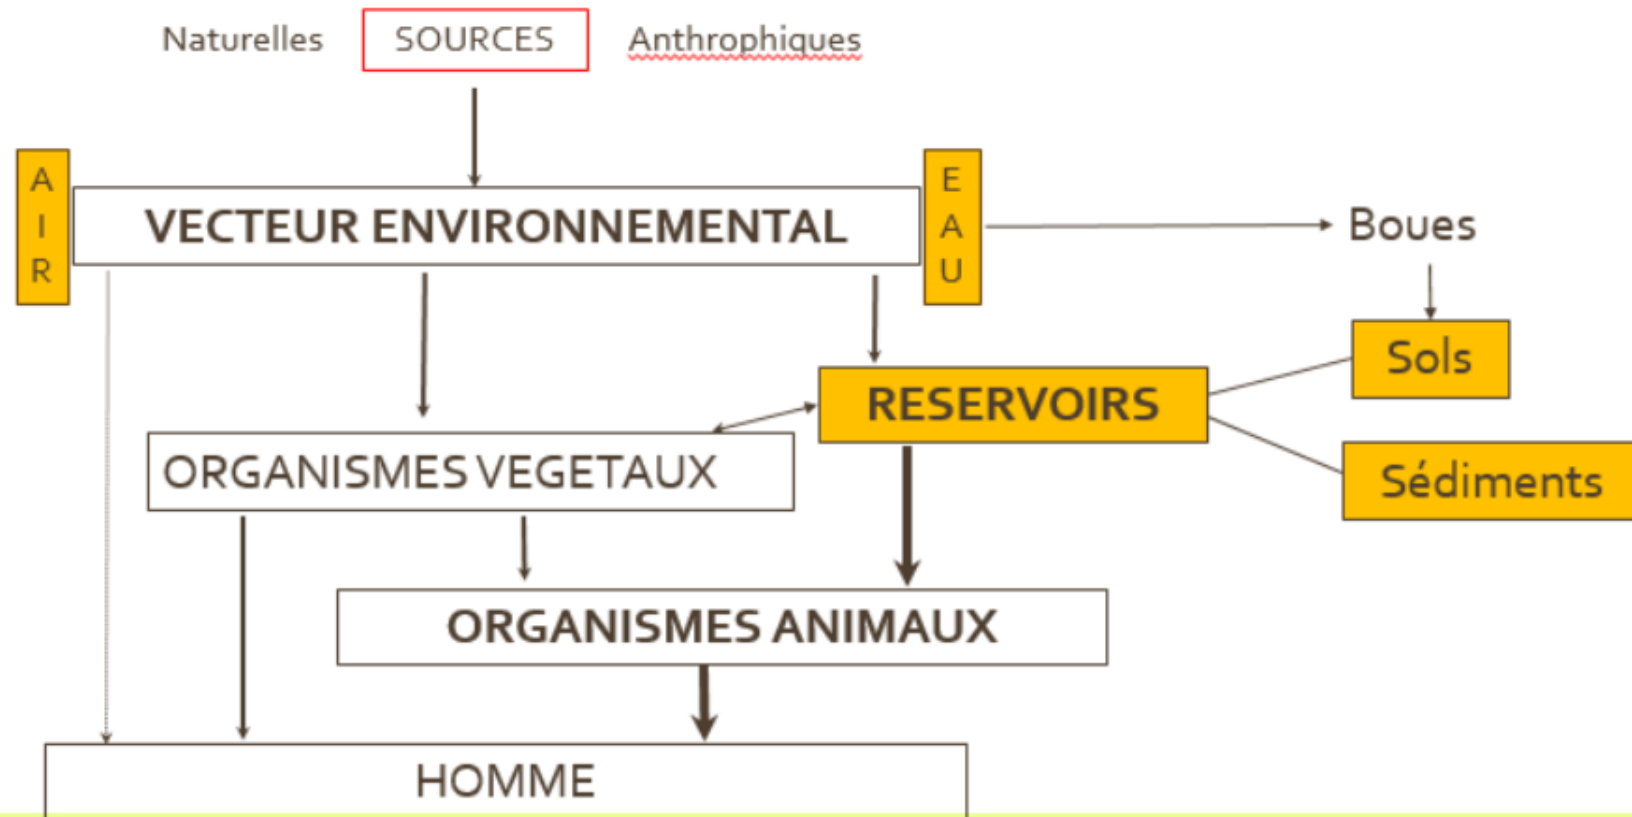 Naturelles SOURCES Anthrophiques
A
I
R
VECTEUR ENVIRONNEMENTAL
E
A
U
Boues
Sols
RESERVOIRS
ORGANISMES VEGETAUX
Sédiments
ORGANISMES ANIMAUX
HOMME